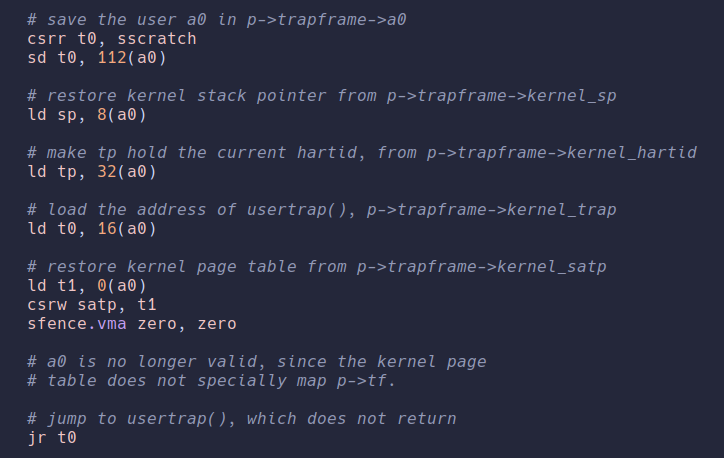 # save the user a0 in p->trapframe->a0
csrr t0, sscratch
sd t0, 112(a0)
# restore kernel stack pointer from p->trapframe->kernel_sp
ld sp, 8(a0)
# make tp hold the current hartid, from p->trapframe->kernel_hartid
ld tp, 32(a0)
# load the address of usertrap(), p->trapframe->kernel_trap
ld t0, 16(a0)
# restore kernel page table from p->trapframe->kernel_satp
ld t1, 0(a0)
csrw satp, t1
sfence.vma zero, zero
# a0 is no longer valid, since the kernel page
# table does not specially map p->tf.
# jump to usertrap(), which does not return
jr t0